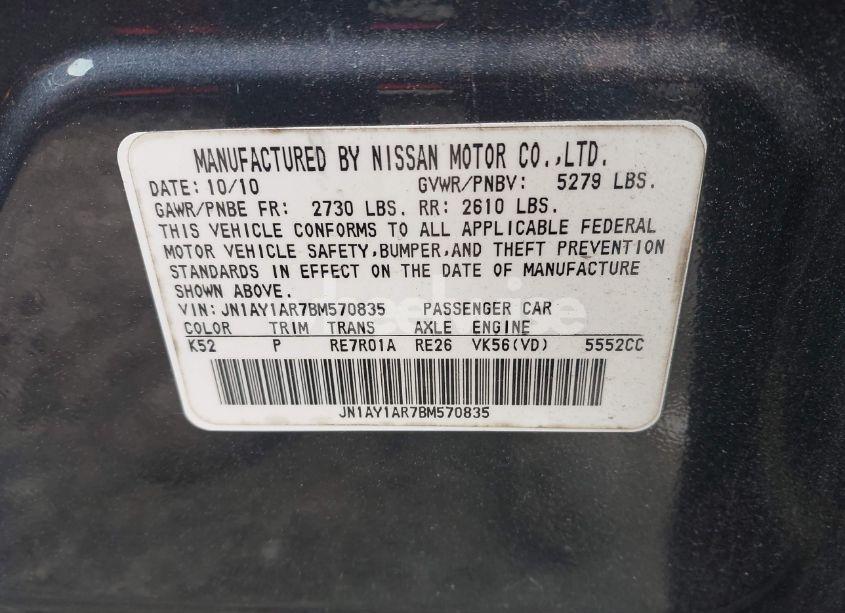 MANUFACTURED BY NISSAN MOTOR CO.,LTD.
DATE: 10/10 GVWR/PNBV: 5279 LBS.
GAWR/PNBE FR: 2730 LBS. RR: 2610 LBS.
THIS VEHICLE CONFORMS TO ALL APPLICABLE FEDERAL
MOTOR VEHICLE SAFETY,BUMPER,AND THEFT PREVENTION
STANDARDS IN EFFECT ON THE DATE OF MANUFACTURE
SHOWN ABOVE.
VIN: JN1AY1AR7BM570835 PASSENGER CAR
COLOR TRIM TRANS AXLE ENGINE
K52 P RE7R01A RE26 VK56(VD) 5552CC
JN1AY1AR7BM570835